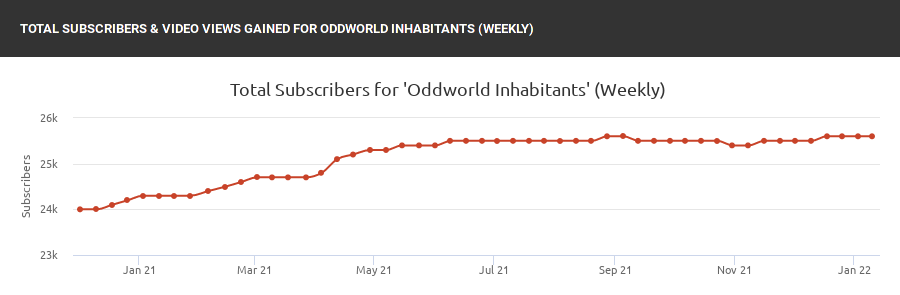 TOTAL SUBSCRIBERS & VIDEO VIEWS GAINED FOR ODDWORLD INHABITANTS (WEEKLY)
Total Subscribers for 'Oddworld Inhabitants' (Weekly)
Subscribers
26k
25k
24k
23k
Jan 21 Mar 21 May 21 Jul 21 Sep 21 Nov 21 Jan 22